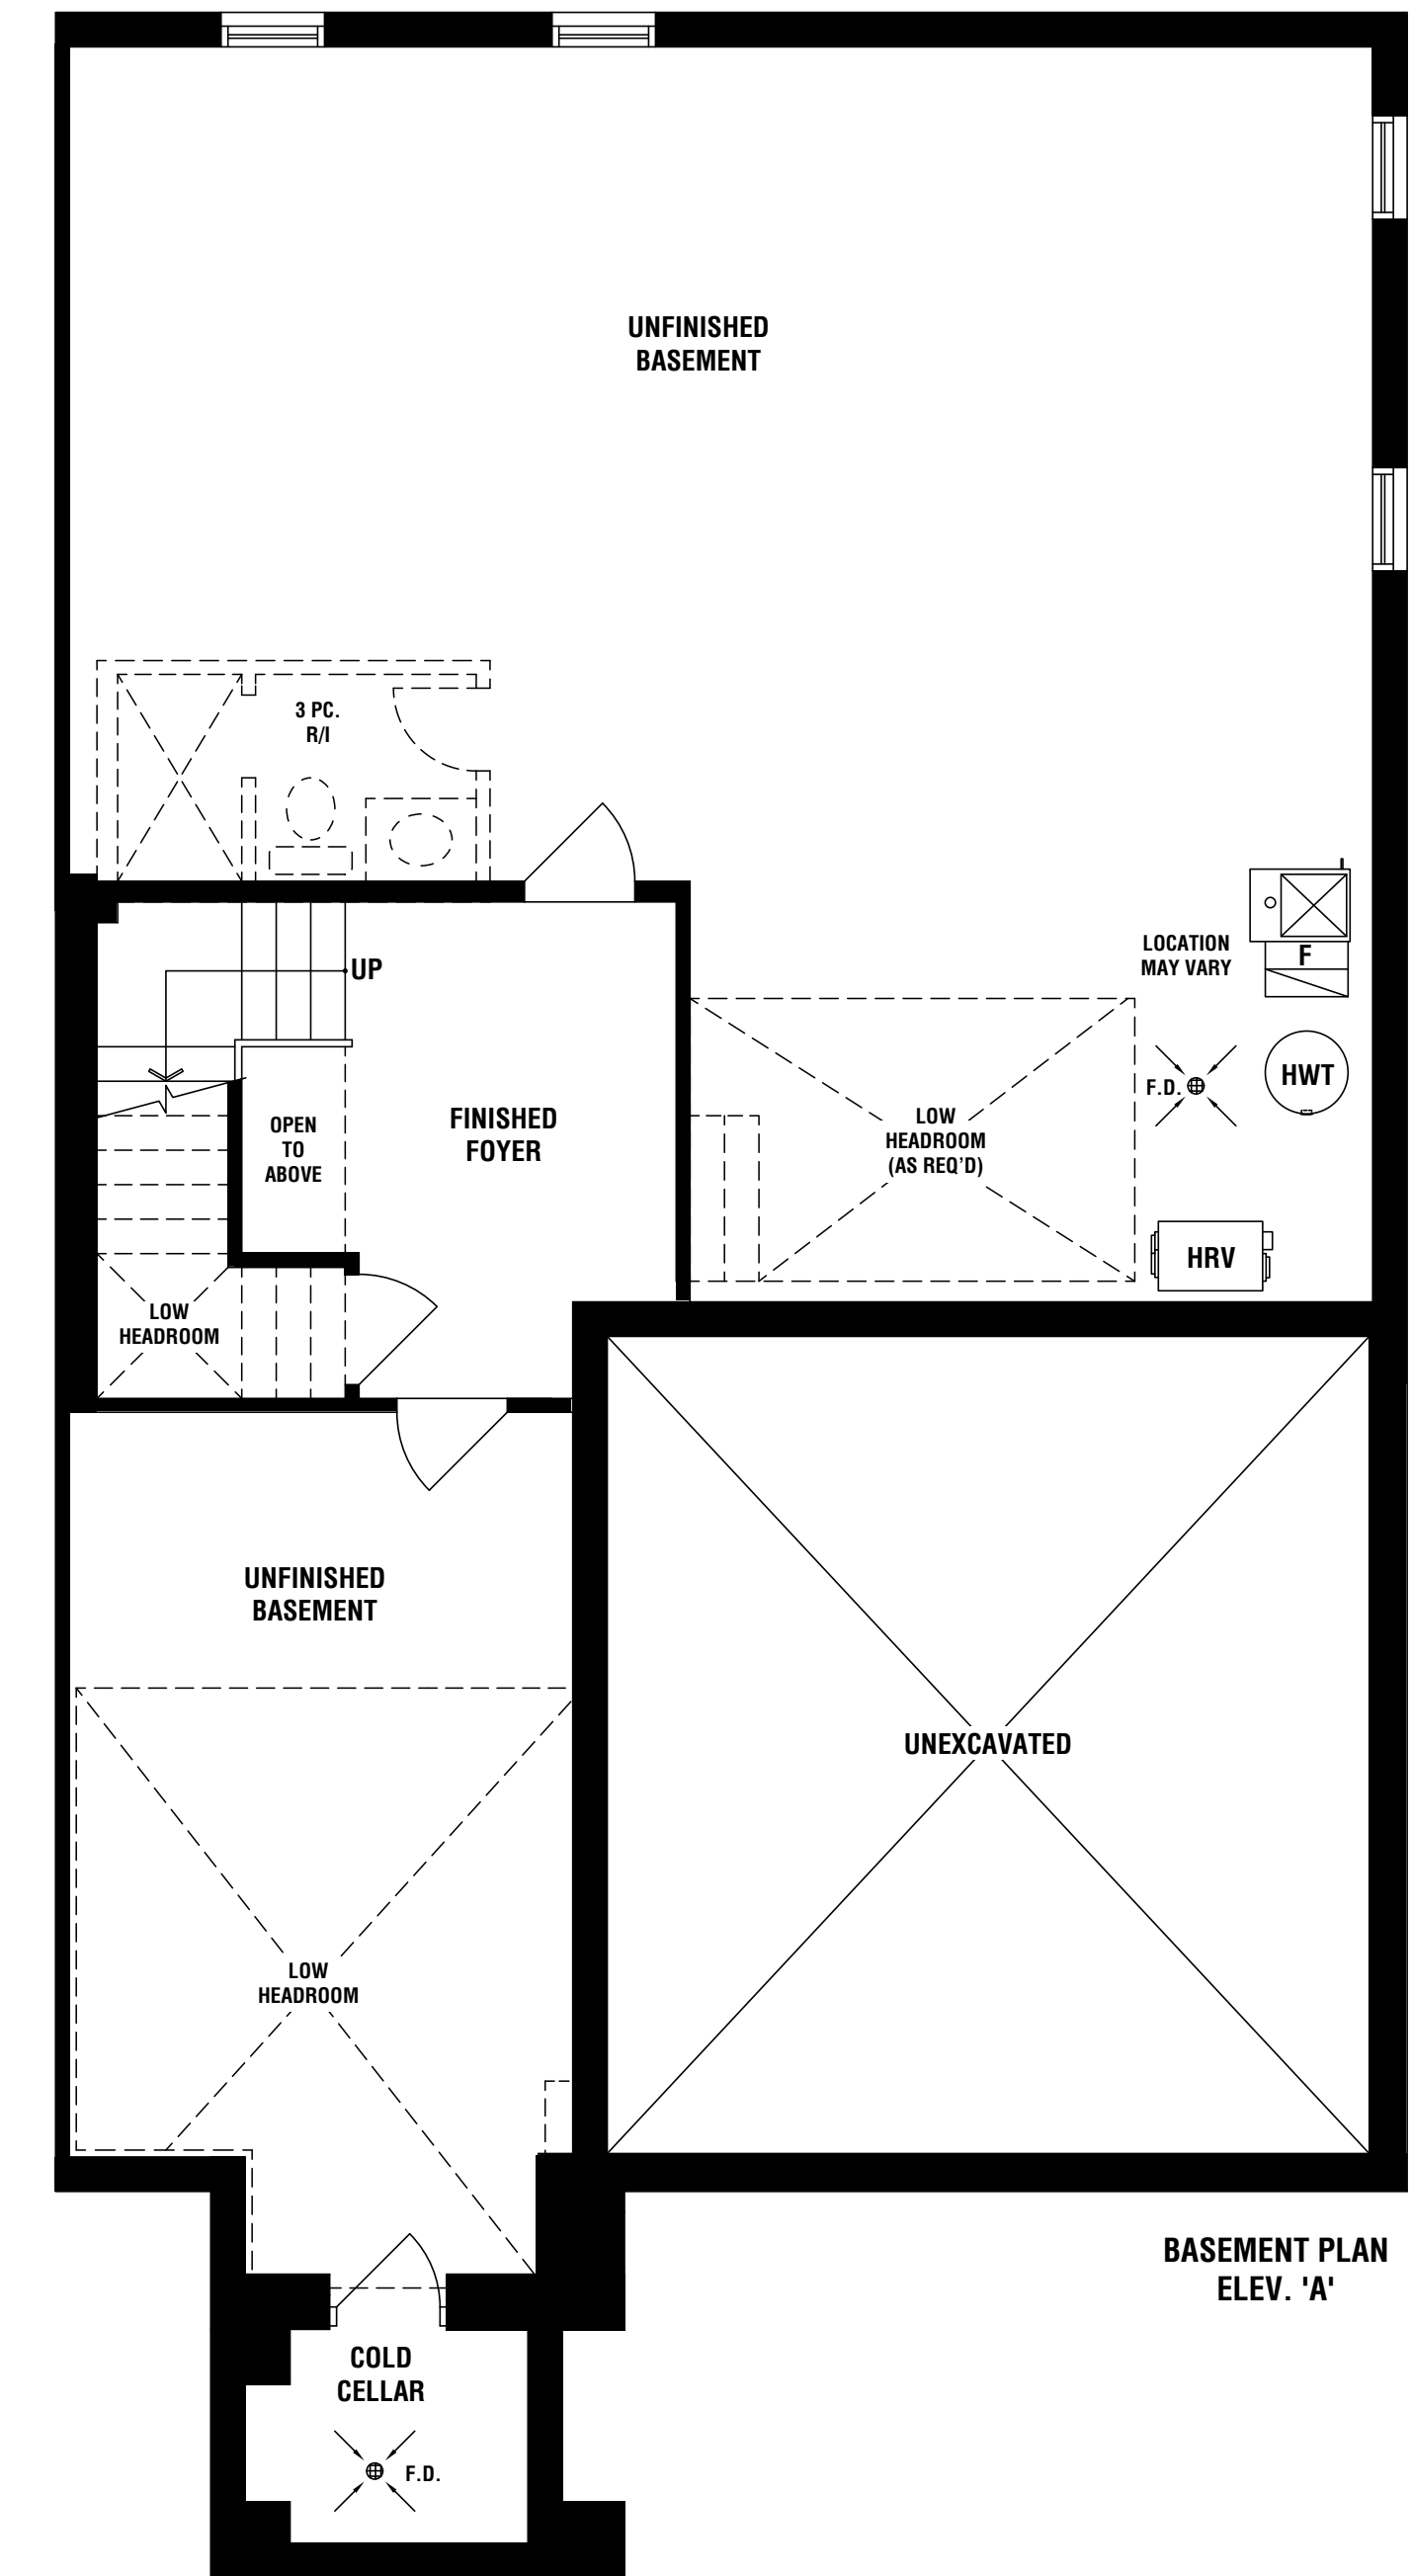 UNFINISHED
BASEMENT
3 PC.
R/I
UP
LOCATION
MAY VARY
F
HWT
F.D.
OPEN
TO
ABOVE
FINISHED
FOYER
LOW
HEADROOM
(AS REQ'D)
HRV
LOW
HEADROOM
UNFINISHED
BASEMENT
UNEXCAVATED
LOW
HEADROOM
BASEMENT PLAN
ELEV. 'A'
COLD
CELLAR
F.D.